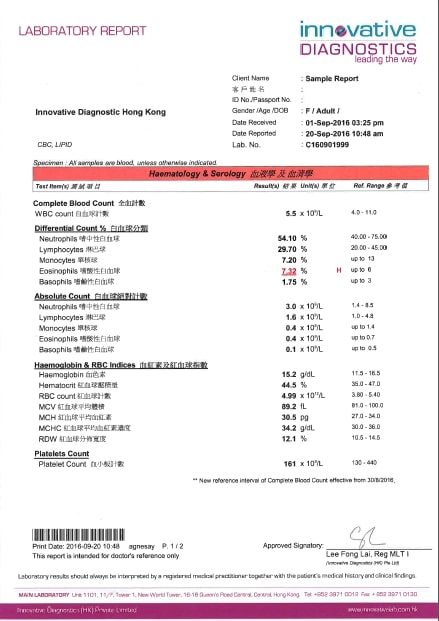 LABORATORY REPORT
innovative
DIAGNOSTICS
leading the way
Client Name : Sample Report
客戶姓名 :
ID No./Passport No. :
Gender /Age /DOB : F / Adult /
Innovative Diagnostic Hong Kong
Date Received : 01-Sep-2016 03:25 pm
Date Reported : 20-Sep-2016 10:48 am
CBC, LIPID
Lab. No. : C160901999
Specimen : All samples are blood, unless otherwise indicated.
Haematology & Serology 血液學 及 血清學
Test Item(s) 測試項目 Result(s) 結果 Unit(s) 單位 Ref. Range 參考值
Complete Blood Count 全血計數
WBC count 白血球計數 5.5 x 10⁹/L 4.0 - 11.0
Differential Count % 白血球分類
Neutrophils 嗜中性白血球 54.10 % 40.00 - 75.00
Lymphocytes 淋巴球 29.70 % 20.00 - 45.00
Monocytes 單核球 7.20 % up to 13
Eosinophils 嗜酸性白血球 7.32 % H up to 6
Basophils 嗜鹼性白血球 1.75 % up to 3
Absolute Count 白血球絕對計數
Neutrophils 嗜中性白血球 3.0 x 10⁹/L 1.4 - 8.5
Lymphocytes 淋巴球 1.6 x 10⁹/L 1.0 - 4.8
Monocytes 單核球 0.4 x 10⁹/L up to 1.4
Eosinophils 嗜酸性白血球 0.4 x 10⁹/L up to 0.7
Basophils 嗜鹼性白血球 0.1 x 10⁹/L up to 0.5
Haemoglobin & RBC Indices 血紅素及紅血球指數
Haemoglobin 血色素 15.2 g/dL 11.5 - 16.5
Hematocrit 紅血球壓積量 44.5 % 35.0 - 47.0
RBC count 紅血球計數 4.99 x 10¹²/L 3.80 - 5.40
MCV 紅血球平均體積 89.2 fL 81.0 - 100.0
MCH 紅血球平均血紅素 30.5 pg 27.0 - 34.0
MCHC 紅血球平均血紅素濃度 34.2 g/dL 30.0 - 36.0
RDW 紅血球分佈寬度 12.1 % 10.5 - 14.5
Platelets Count
Platelet Count 血小板計數 161 x 10⁹/L 130 - 440
** New reference interval of Complete Blood Count effective from 30/8/2016.
Print Date: 2016-09-20 10:48 agnesay P. 1 / 2
This report is intended for doctor's reference only
Approved Signatory:
Lee Fong Lai, Reg MLT I
Innovative Diagnostics (HK) Pte Ltd
Laboratory results should always be interpreted by a registered medical practitioner together with the patient's medical history and clinical findings.
MAIN LABORATORY Unit 1101, 11/F, Tower 1, New World Tower, 16-18 Queen's Road Central, Central, Hong Kong. Tel +852 3971 0012 Fax +852 3971 0130
Innovative Diagnostics (HK) Private Limited www.innovativelab.com.hk